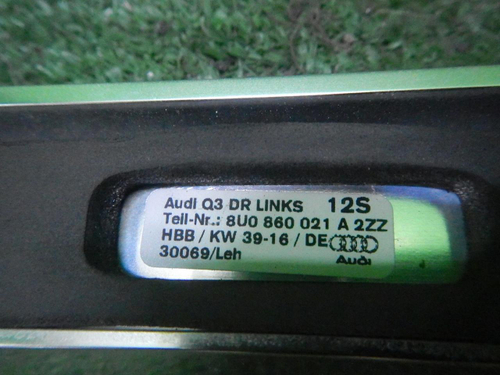 Audi Q3 DR LINKS 12S
Teil-Nr.: 8U0 860 021 A 2ZZ
HBB / KW 39-16 / DE
30069/Leh Audi